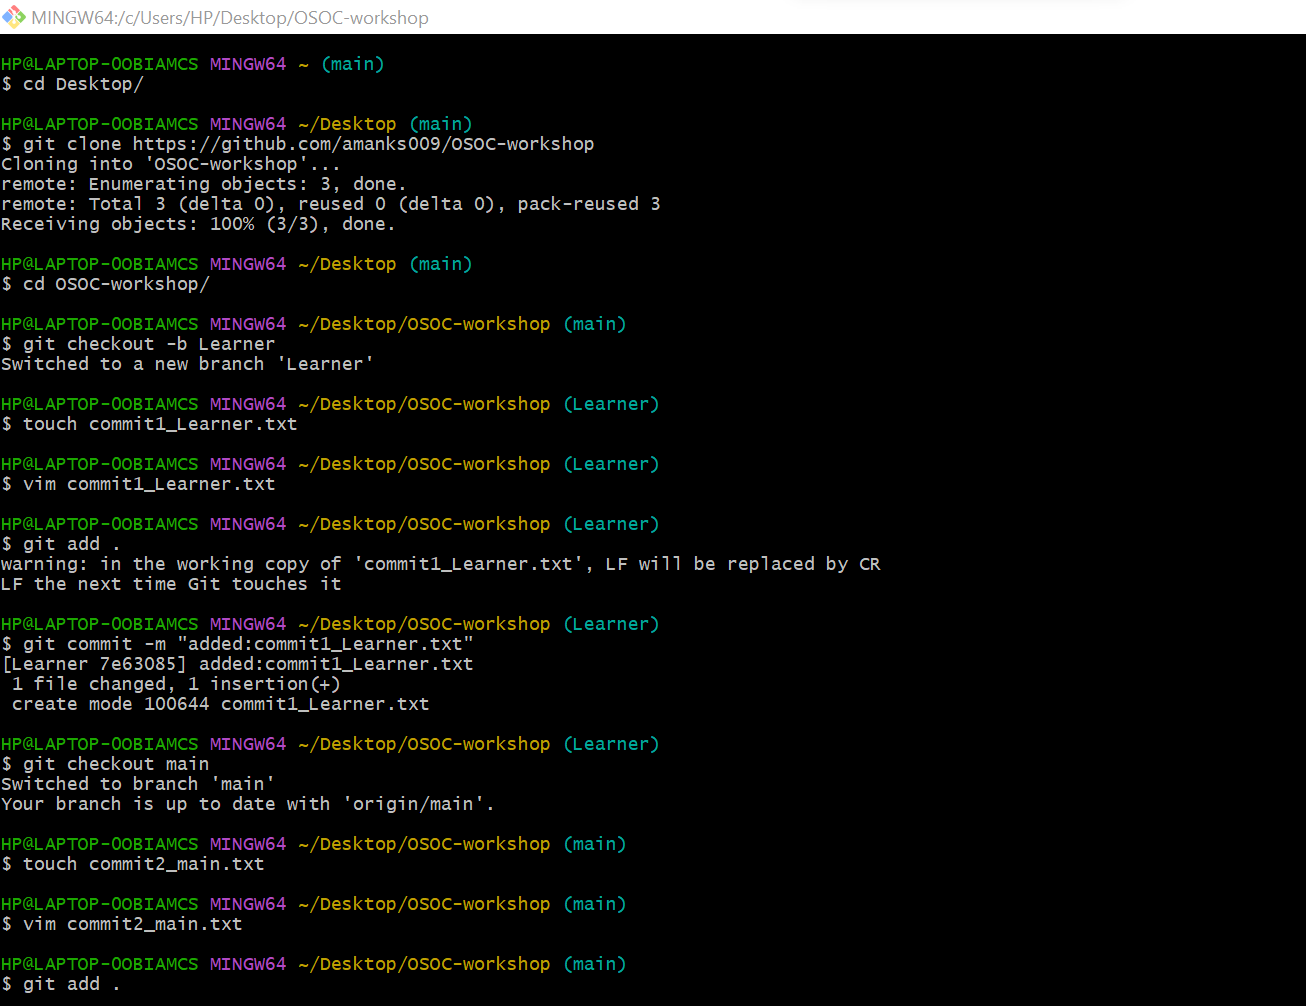 MINGW64:/c/Users/HP/Desktop/OSOC-workshop
HP@LAPTOP-OOBIAMCS MINGW64 ~ (main)
$ cd Desktop/
HP@LAPTOP-OOBIAMCS MINGW64 ~/Desktop (main)
$ git clone https://github.com/amanks009/OSOC-workshop
Cloning into 'OSOC-workshop'...
remote: Enumerating objects: 3, done.
remote: Total 3 (delta 0), reused 0 (delta 0), pack-reused 3
Receiving objects: 100% (3/3), done.
HP@LAPTOP-OOBIAMCS MINGW64 ~/Desktop (main)
$ cd OSOC-workshop/
HP@LAPTOP-OOBIAMCS MINGW64 ~/Desktop/OSOC-workshop (main)
$ git checkout -b Learner
Switched to a new branch 'Learner'
HP@LAPTOP-OOBIAMCS MINGW64 ~/Desktop/OSOC-workshop (Learner)
$ touch commit1_Learner.txt
HP@LAPTOP-OOBIAMCS MINGW64 ~/Desktop/OSOC-workshop (Learner)
$ vim commit1_Learner.txt
HP@LAPTOP-OOBIAMCS MINGW64 ~/Desktop/OSOC-workshop (Learner)
$ git add .
warning: in the working copy of 'commit1_Learner.txt', LF will be replaced by CR
LF the next time Git touches it
HP@LAPTOP-OOBIAMCS MINGW64 ~/Desktop/OSOC-workshop (Learner)
$ git commit -m "added:commit1_Learner.txt"
[Learner 7e63085] added:commit1_Learner.txt
1 file changed, 1 insertion(+)
create mode 100644 commit1_Learner.txt
HP@LAPTOP-OOBIAMCS MINGW64 ~/Desktop/OSOC-workshop (Learner)
$ git checkout main
Switched to branch 'main'
Your branch is up to date with 'origin/main'.
HP@LAPTOP-OOBIAMCS MINGW64 ~/Desktop/OSOC-workshop (main)
$ touch commit2_main.txt
HP@LAPTOP-OOBIAMCS MINGW64 ~/Desktop/OSOC-workshop (main)
$ vim commit2_main.txt
HP@LAPTOP-OOBIAMCS MINGW64 ~/Desktop/OSOC-workshop (main)
$ git add .